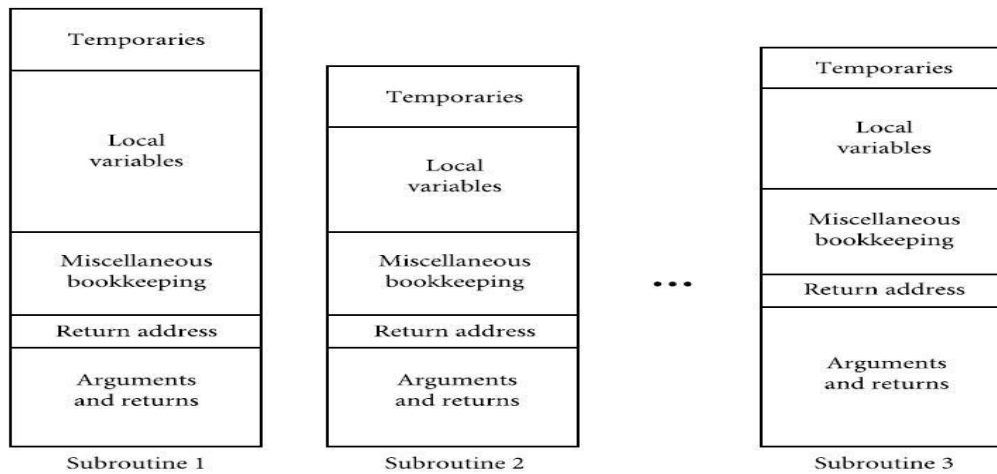 Temporaries
Local
variables
Miscellaneous
bookkeeping
Return address
Arguments
and returns
Subroutine 1
Temporaries
Local
variables
Miscellaneous
bookkeeping
Return address
Arguments
and returns
Subroutine 2
...
Temporaries
Local
variables
Miscellaneous
bookkeeping
Return address
Arguments
and returns
Subroutine 3